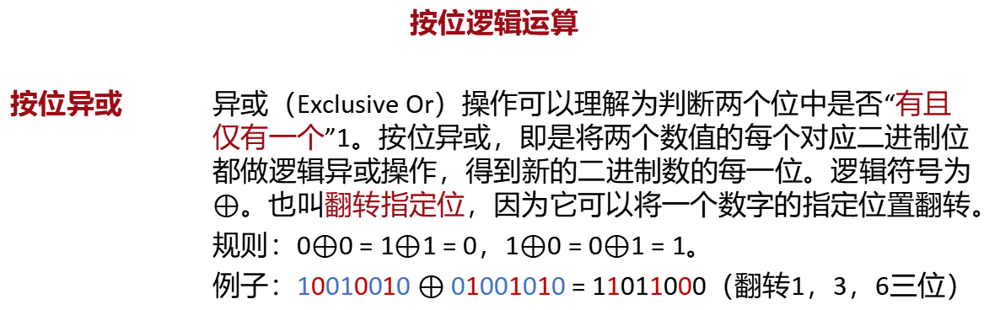 按位逻辑运算
按位异或
异或（Exclusive Or）操作可以理解为判断两个位中是否“有且
仅有一个”1。按位异或，即是将两个数值的每个对应二进制位
都做逻辑异或操作，得到新的二进制数的每一位。逻辑符号为
⊕。也叫翻转指定位，因为它可以将一个数字的指定位置翻转。
规则：0⊕0 = 1⊕1 = 0，1⊕0 = 0⊕1 = 1。
例子：10010010 ⊕ 01001010 = 11011000（翻转1，3，6三位）